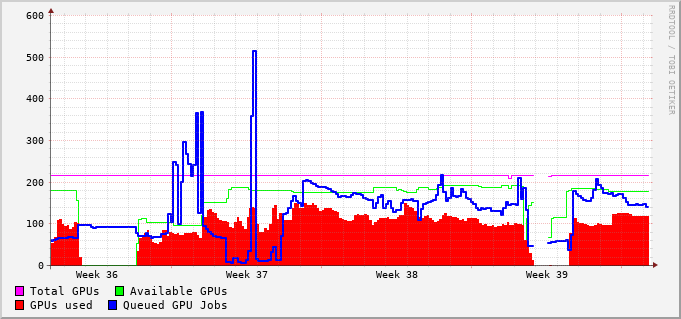 600
500
400
300
200
100
0
Week 36 Week 37 Week 38 Week 39
Total GPUs Available GPUs
GPUs used Queued GPU Jobs
RRDTOOL / TOBI OETIKER